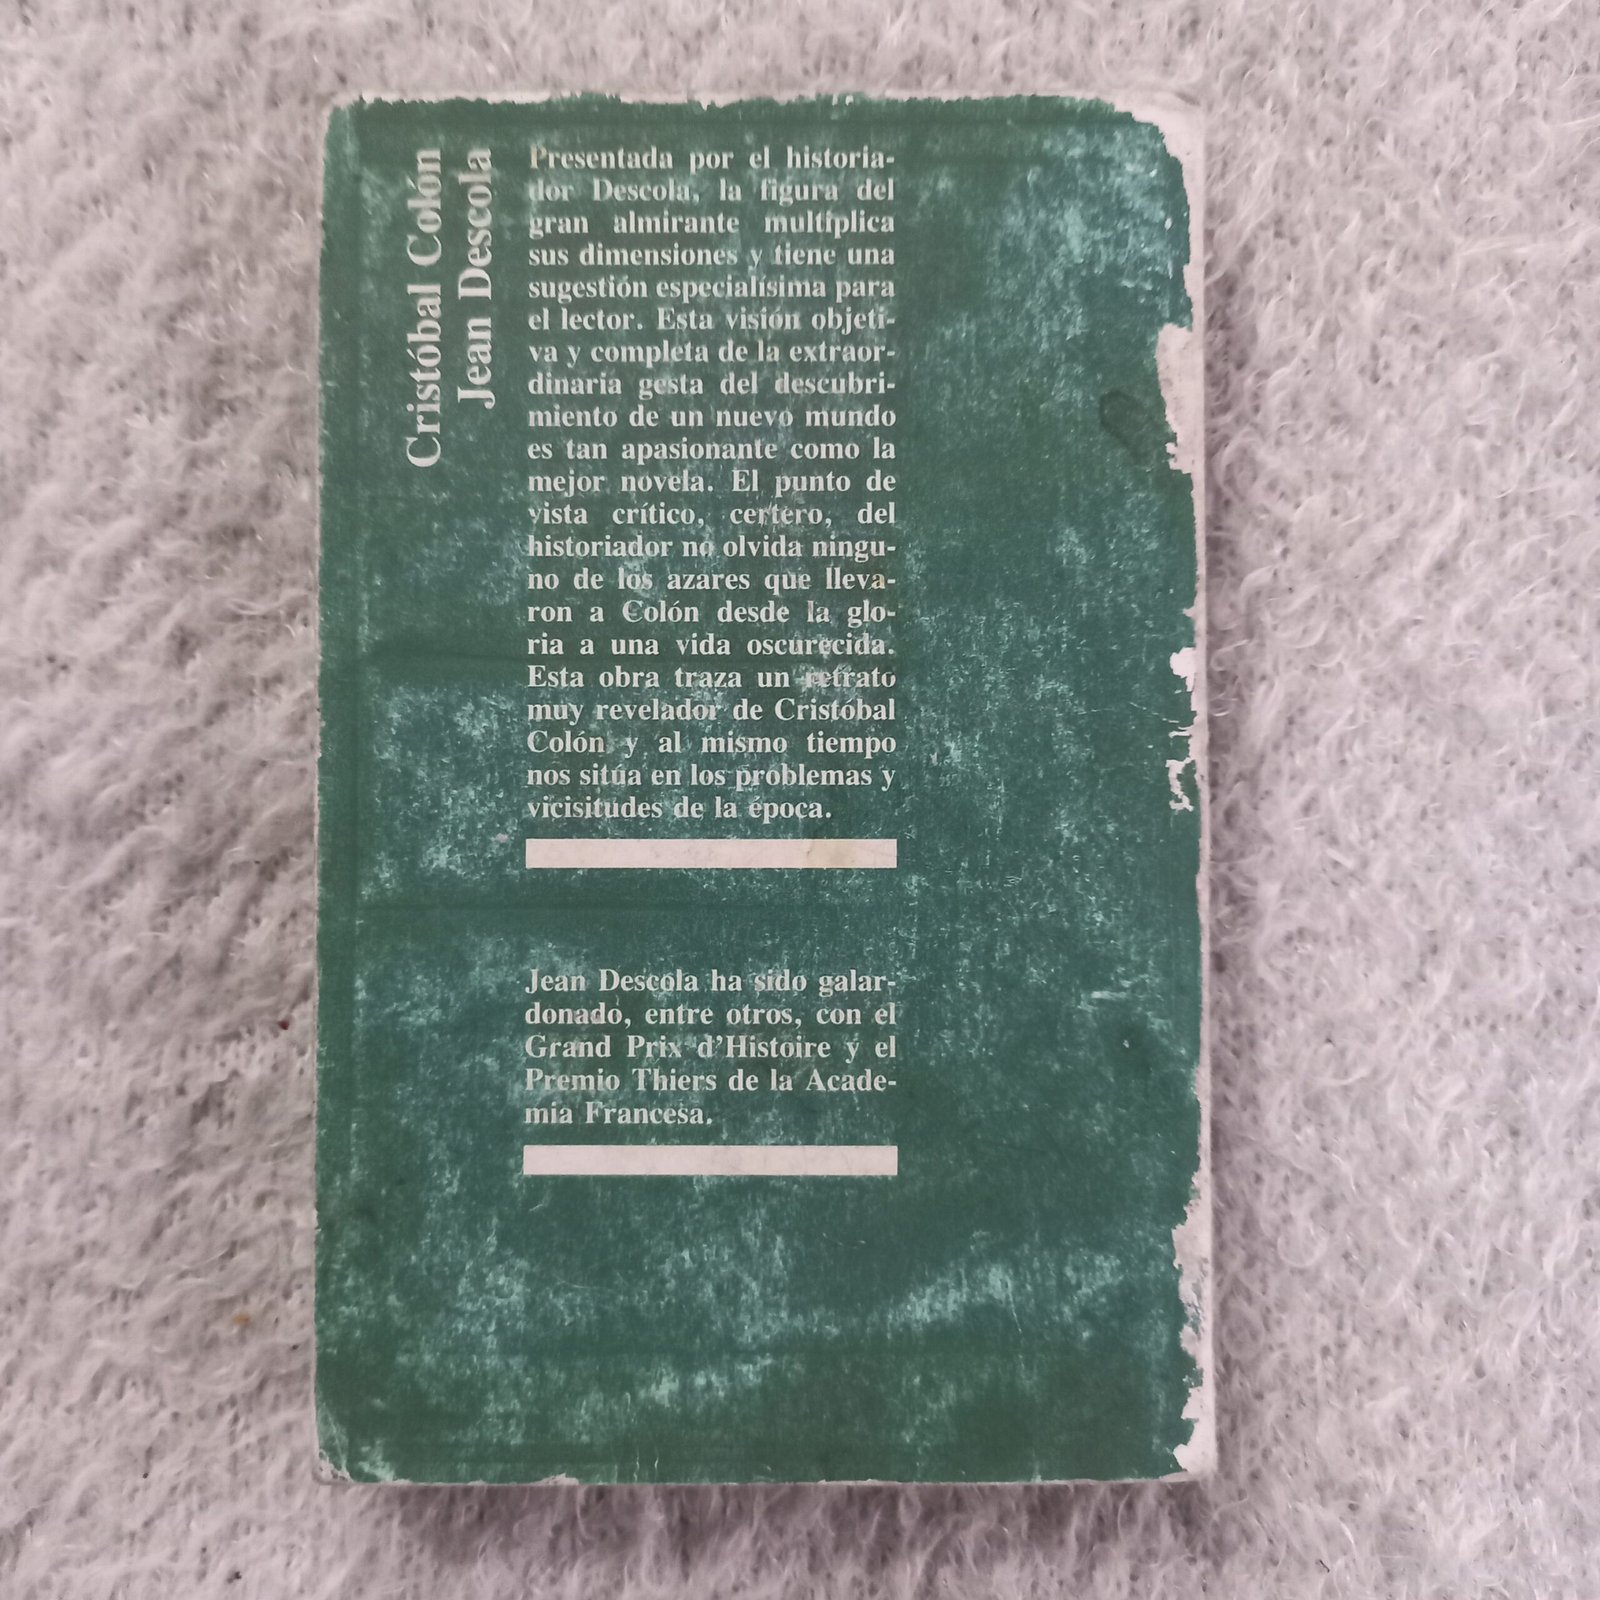 Cristóbal Colón
Jean Descola
Presentada por el historia-
dor Descola, la figura del
gran almirante multiplica
sus dimensiones y tiene una
sugestión especialísima para
el lector. Esta visión objeti-
va y completa de la extraor-
dinaria gesta del descubri-
miento de un nuevo mundo
es tan apasionante como la
mejor novela. El punto de
vista crítico, certero, del
historiador no olvida ningu-
no de los azares que lleva-
ron a Colón desde la glo-
ria a una vida oscurecida.
Esta obra traza un retrato
muy revelador de Cristóbal
Colón y al mismo tiempo
nos sitúa en los problemas y
vicisitudes de la época.
Jean Descola ha sido galar-
donado, entre otros, con el
Grand Prix d'Histoire y el
Premio Thiers de la Acade-
mia Francesa.